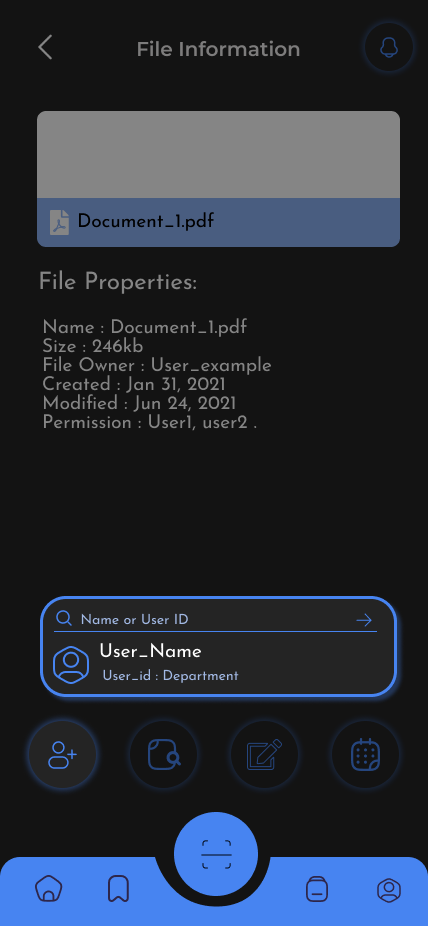 File Information
Document_1.pdf
File Properties:
Name : Document_1.pdf
Size : 246kb
File Owner : User_example
Created : Jan 31, 2021
Modified : Jun 24, 2021
Permission : User1, user2 .
Name or User ID
User_Name
User_id : Department